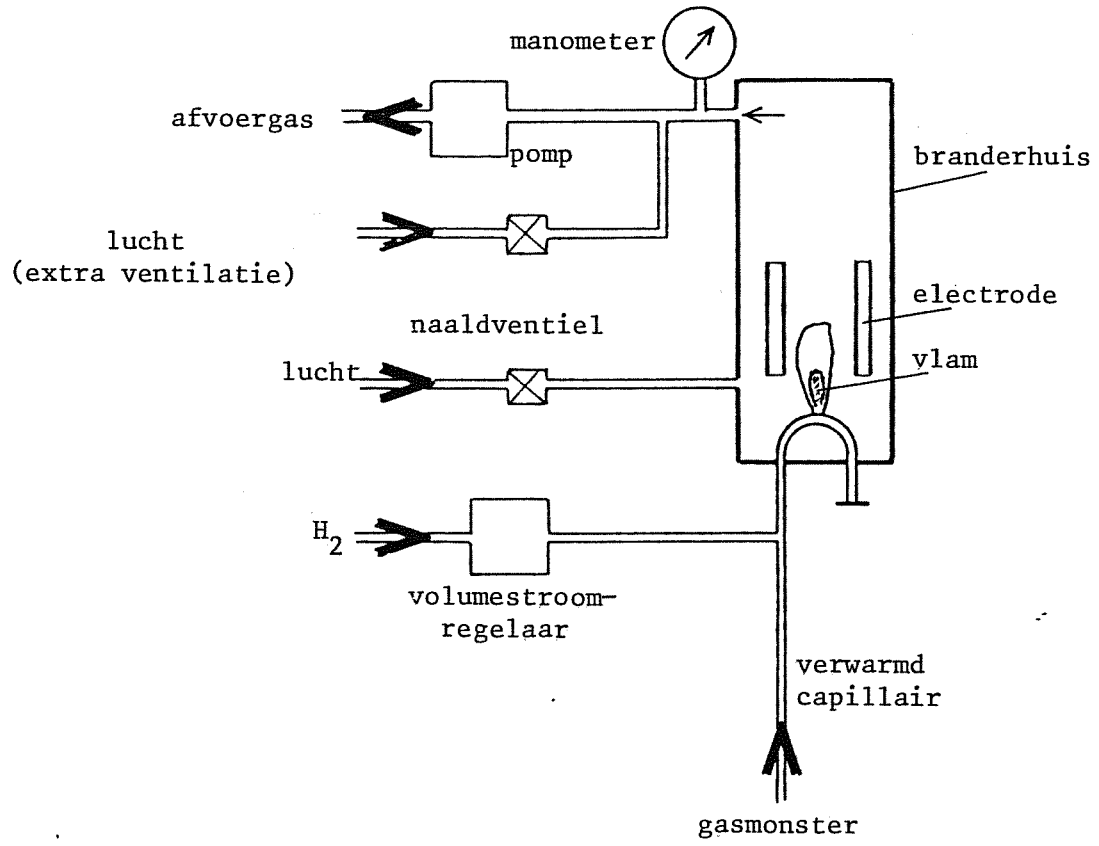 manometer
afvoergas
pomp
branderhuis
lucht
(extra ventilatie)
electrode
naaldventiel
vlam
lucht
H2
volumestroom-
regelaar
verwarmd
capillair
gasmonster